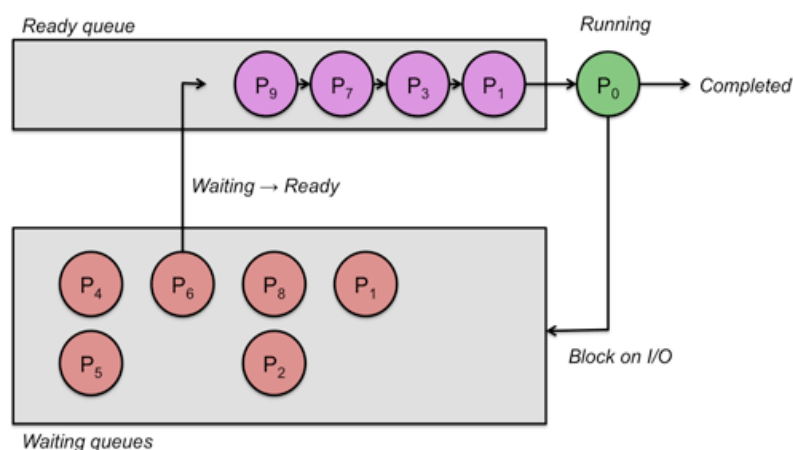 Ready queue
Running
P₉ P₇ P₃ P₁ P₀ Completed
Waiting → Ready
P₄ P₆ P₈ P₁
P₅ P₂
Block on I/O
Waiting queues